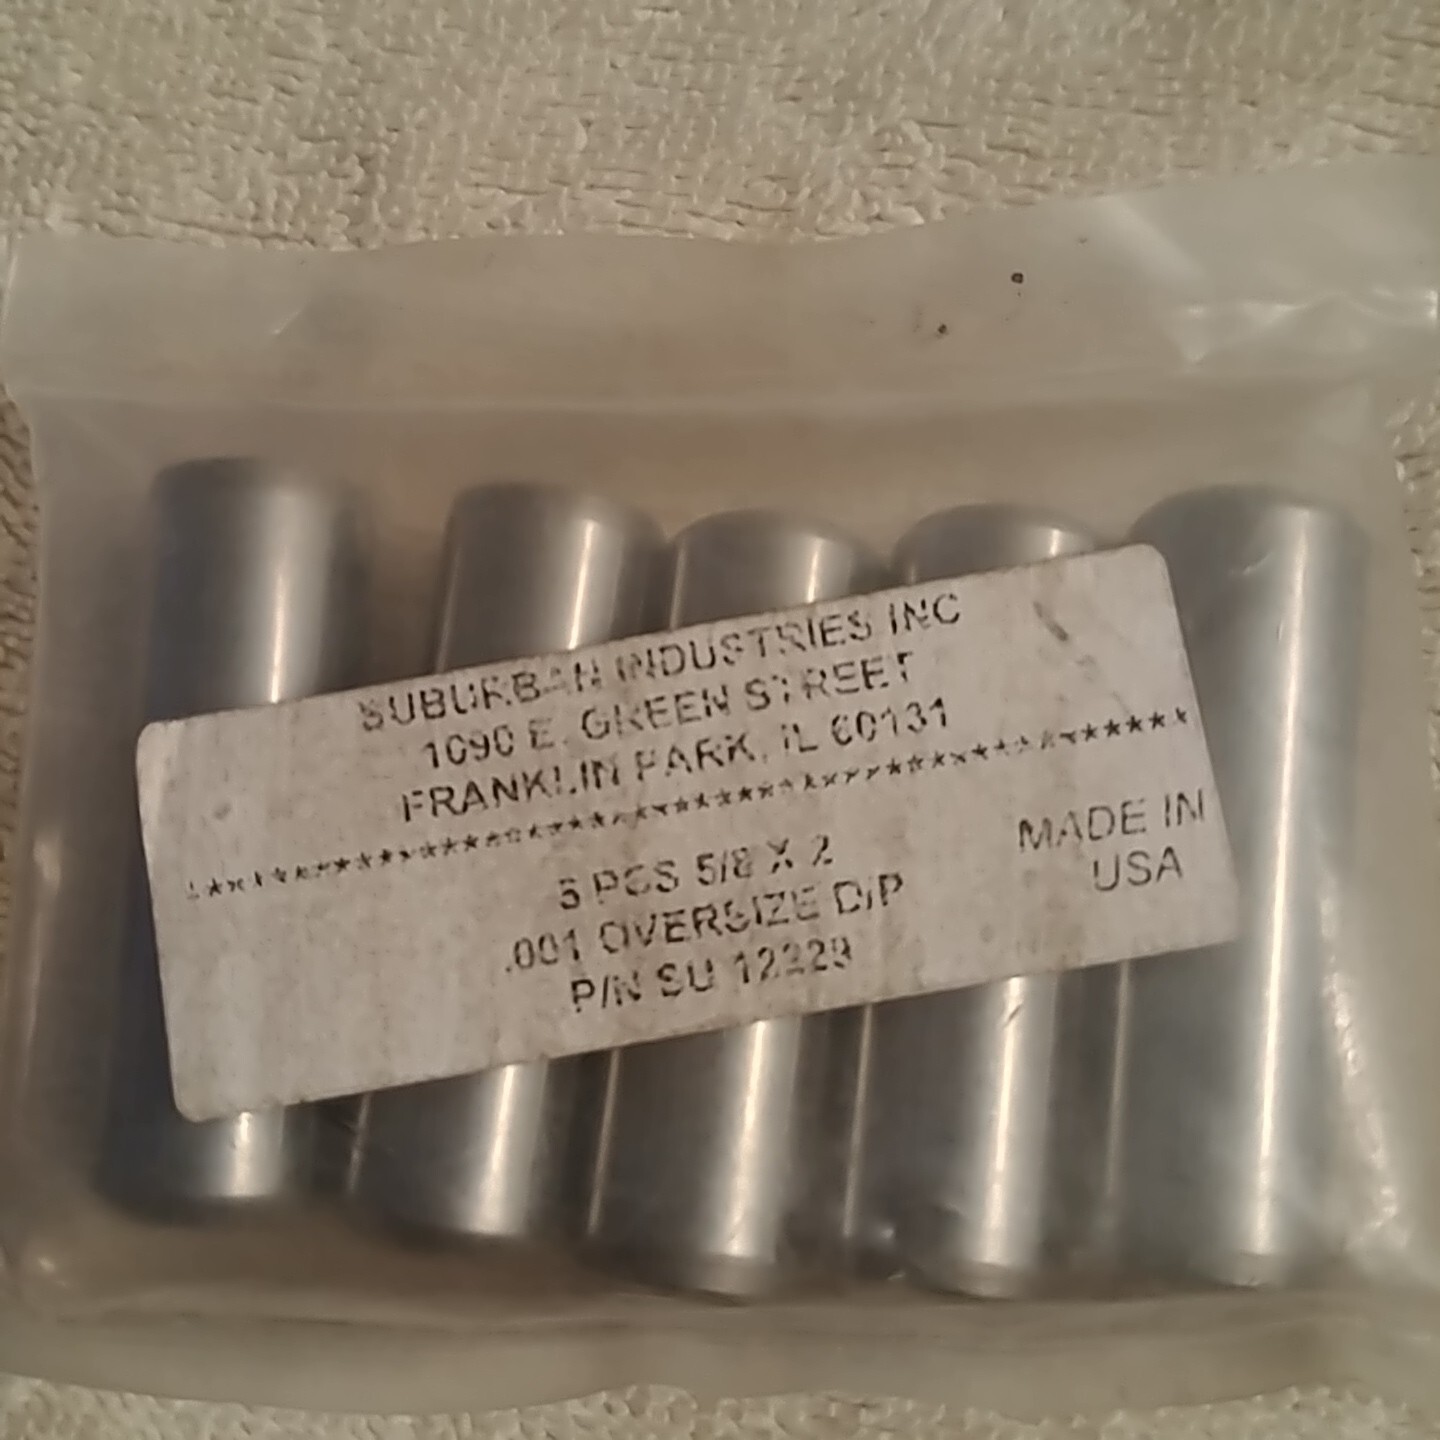 SUBURBAN INDUSTRIES INC
1090 E. GREEN STREET
FRANKLIN PARK, IL 60131
5 PCS 5/8 X 2
.001 OVERSIZE D/P
P/N SU 12229
MADE IN
USA